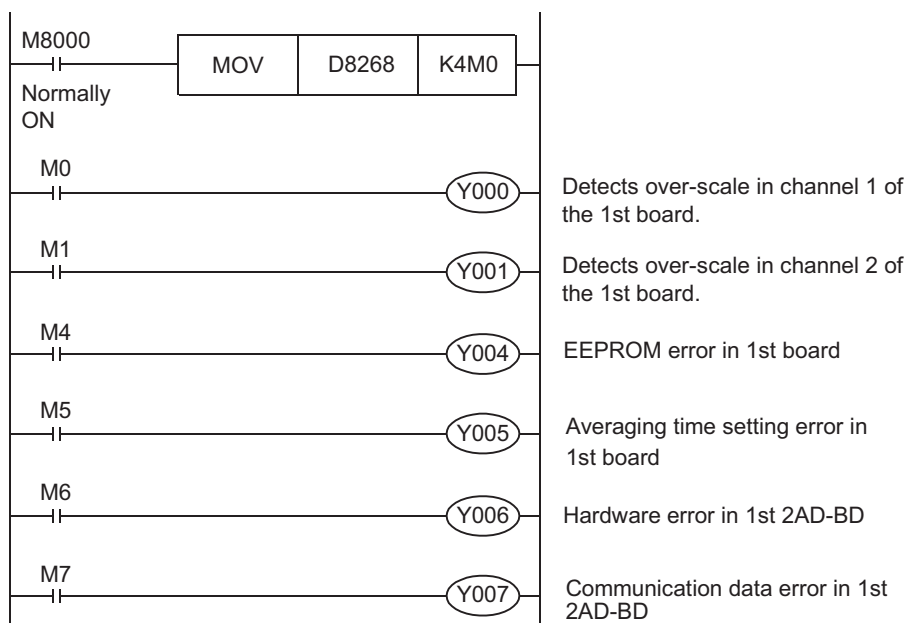 M8000
MOV D8268 K4M0
Normally
ON
M0
Y000
Detects over-scale in channel 1 of
the 1st board.
M1
Y001
Detects over-scale in channel 2 of
the 1st board.
M4
Y004
EEPROM error in 1st board
M5
Y005
Averaging time setting error in
1st board
M6
Y006
Hardware error in 1st 2AD-BD
M7
Y007
Communication data error in 1st
2AD-BD